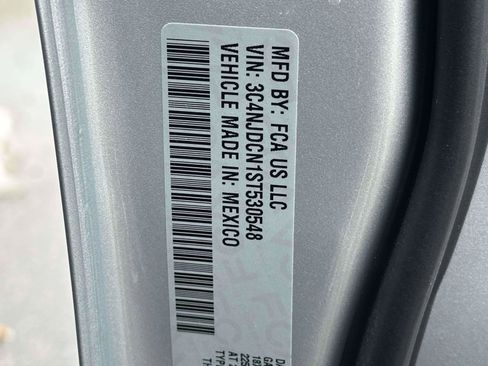 MFD BY: FCA US LLC
VIN: 3C4NJDCN1ST530548
VEHICLE MADE IN: MEXICO